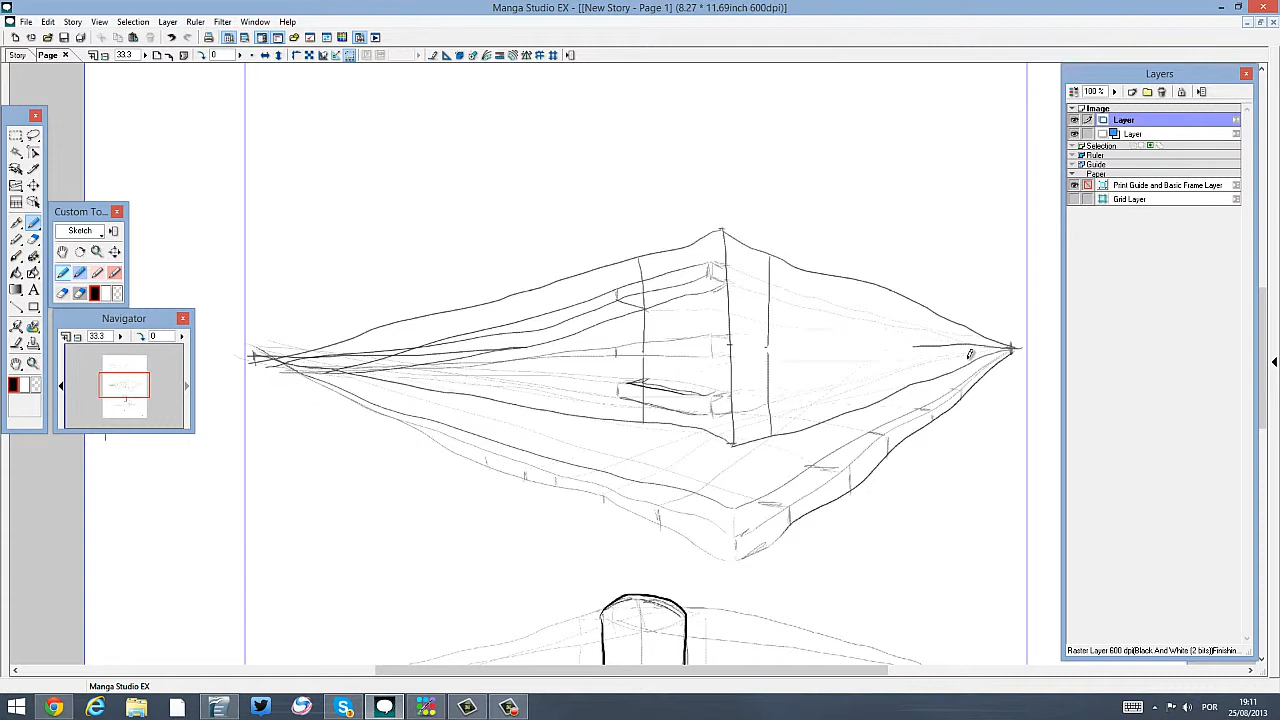 Manga Studio EX - [[New Story - Page 1] (8.27 * 11.69inch 600dpi)]
File Edit Story View Selection Layer Ruler Filter Window Help
Story Page 33.3 0
Layers
100 %
Image
Layer
Layer
Selection
Ruler
Guide
Paper
Print Guide and Basic Frame Layer
Grid Layer
Custom To...
Sketch
Navigator
33.3 0
A
Raster Layer 600 dpi(Black And White (2 bits)(Finishin...
Manga Studio EX
POR
19:11
25/08/2013